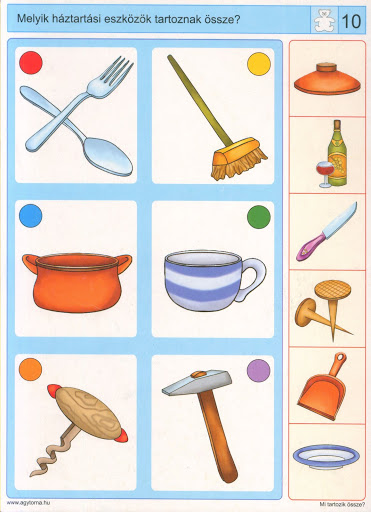 Melyik háztartási eszközök tartoznak össze?
10
www.agytorna.hu
Mi tartozik össze?